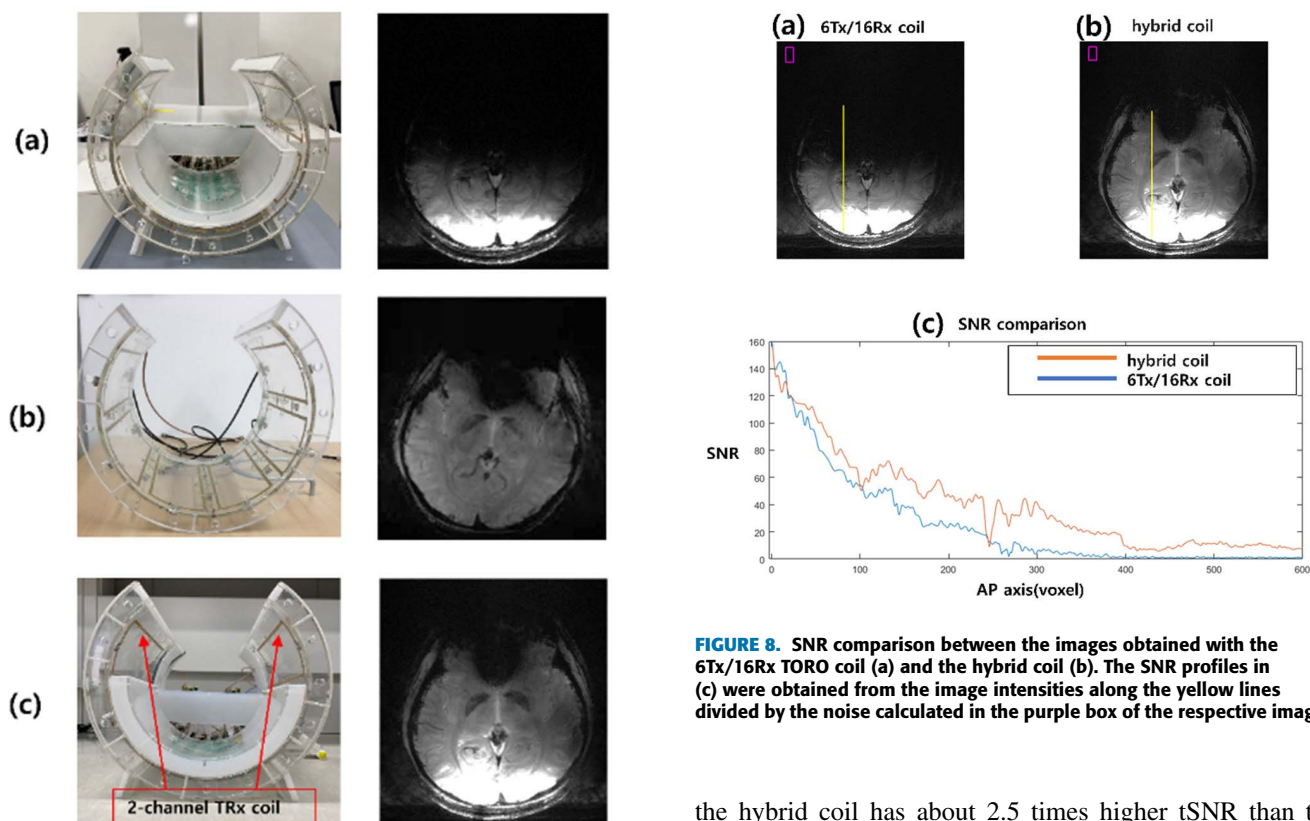 (a)
(b)
(c)
2-channel TRx coil
(a) 6Tx/16Rx coil
(b) hybrid coil
(c) SNR comparison
hybrid coil
6Tx/16Rx coil
SNR
160
140
120
100
80
60
40
20
0
0 100 200 300 400 500 600
AP axis(voxel)
FIGURE 8. SNR comparison between the images obtained with the
6Tx/16Rx TORO coil (a) and the hybrid coil (b). The SNR profiles in
(c) were obtained from the image intensities along the yellow lines
divided by the noise calculated in the purple box of the respective imag
the hybrid coil has about 2.5 times higher tSNR than t